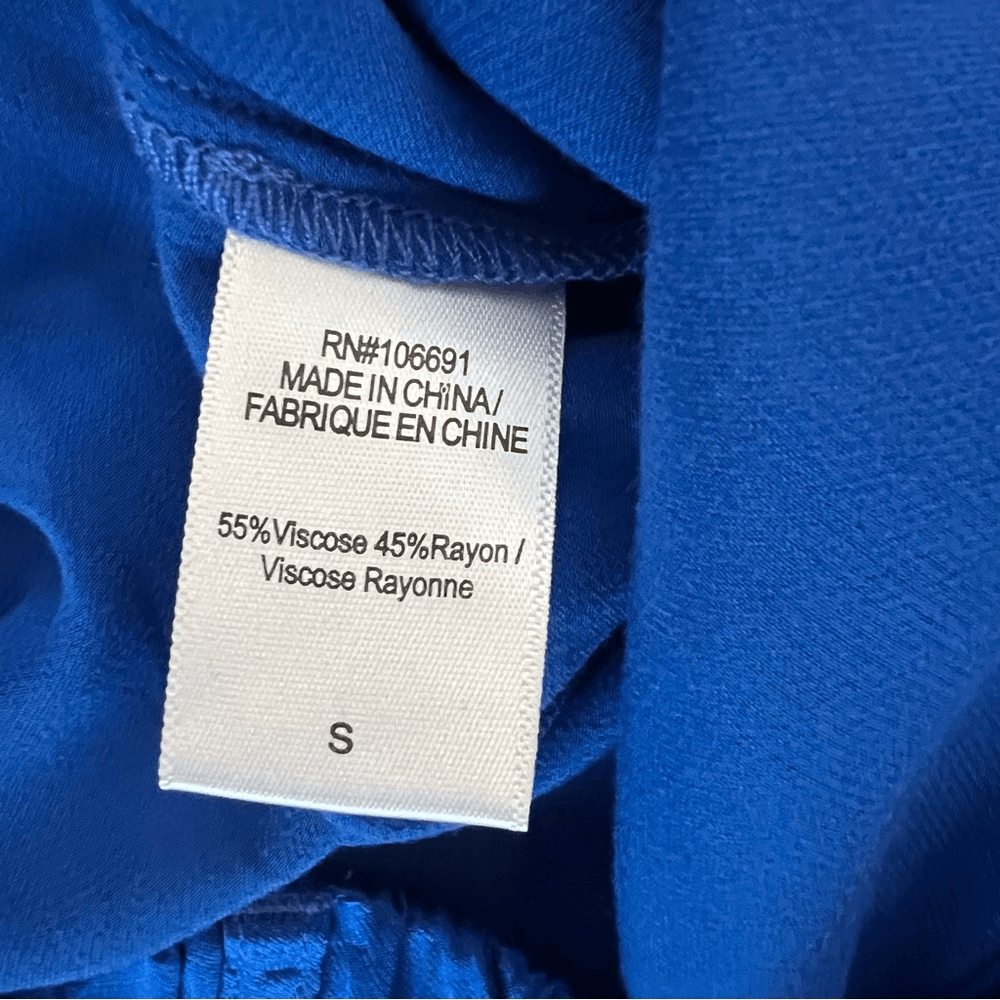 RN#106691
MADE IN CHINA/
FABRIQUE EN CHINE
55%Viscose 45%Rayon /
Viscose Rayonne
S